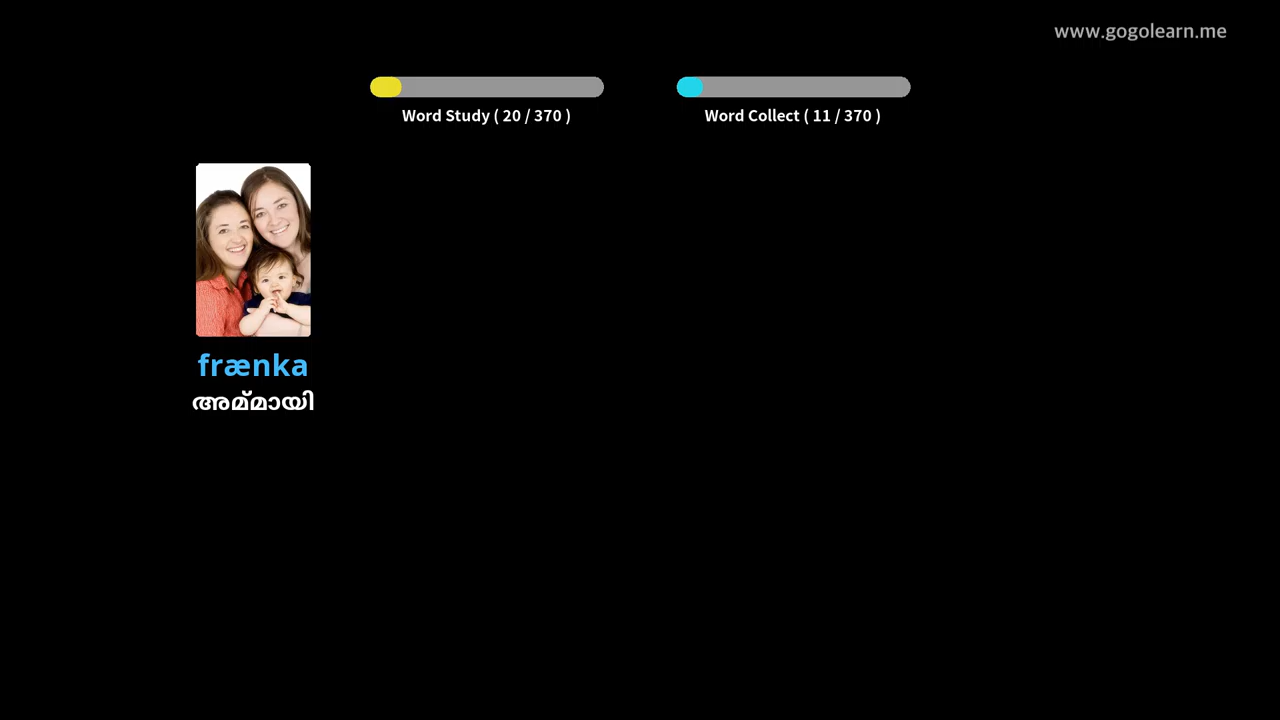 www.gogolearn.me
Word Study ( 20 / 370 )
Word Collect ( 11 / 370 )
frænka
അമ്മായി